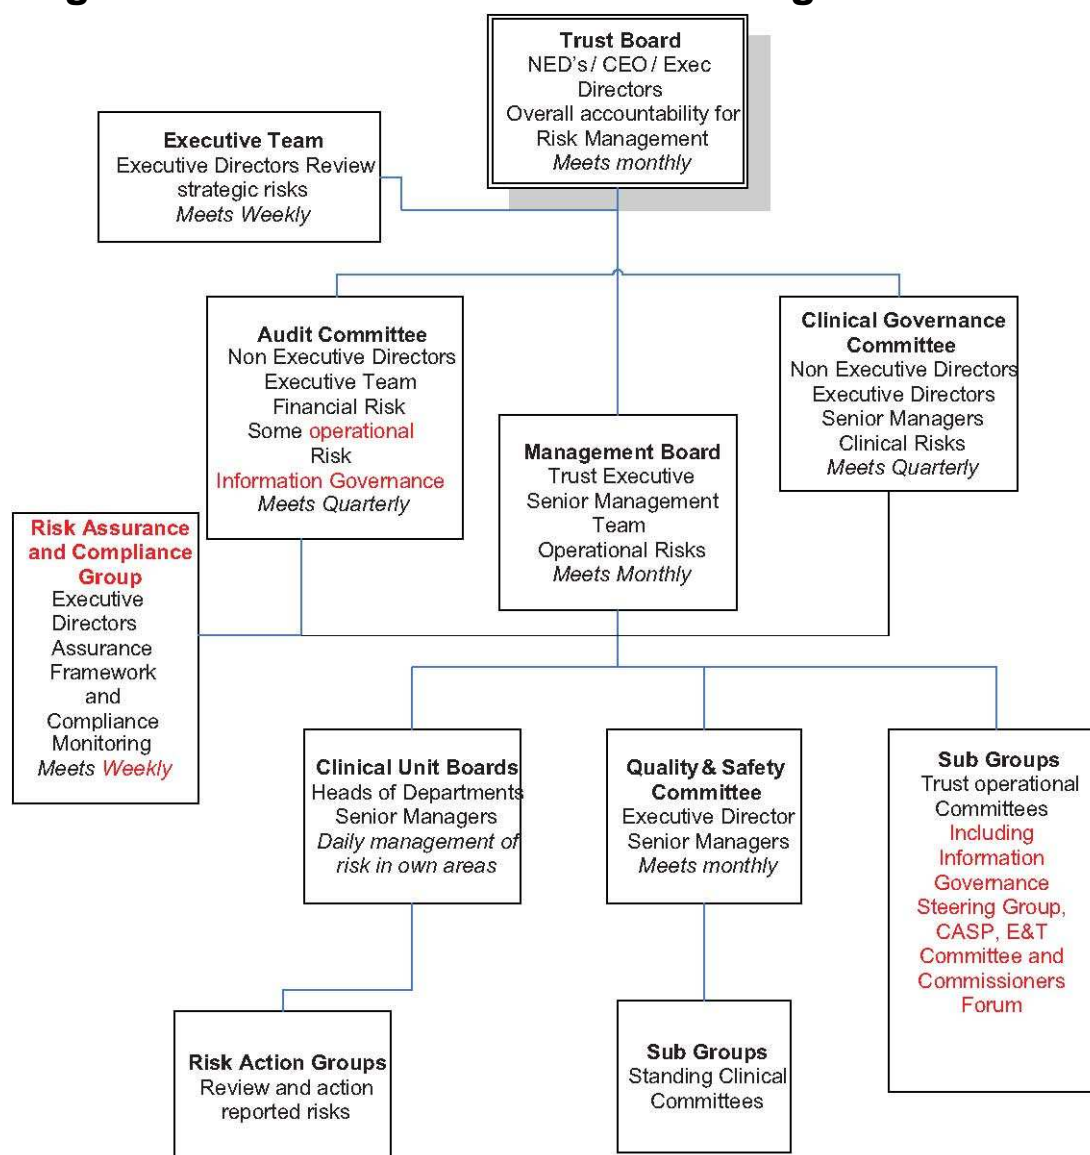 Trust Board
NED's / CEO / Exec
Directors
Overall accountability for
Risk Management
Meets monthly
Executive Team
Executive Directors Review
strategic risks
Meets Weekly
Audit Committee
Non Executive Directors
Executive Team
Financial Risk
Some operational
Risk
Information Governance
Meets Quarterly
Clinical Governance
Committee
Non Executive Directors
Executive Directors
Senior Managers
Clinical Risks
Meets Quarterly
Management Board
Trust Executive
Senior Management
Team
Operational Risks
Meets Monthly
Risk Assurance
and Compliance
Group
Executive
Directors
Assurance
Framework
and
Compliance
Monitoring
Meets Weekly
Clinical Unit Boards
Heads of Departments
Senior Managers
Daily management of
risk in own areas
Quality & Safety
Committee
Executive Director
Senior Managers
Meets monthly
Sub Groups
Trust operational
Committees
Including
Information
Governance
Steering Group,
CASP, E&T
Committee and
Commissioners
Forum
Risk Action Groups
Review and action
reported risks
Sub Groups
Standing Clinical
Committees